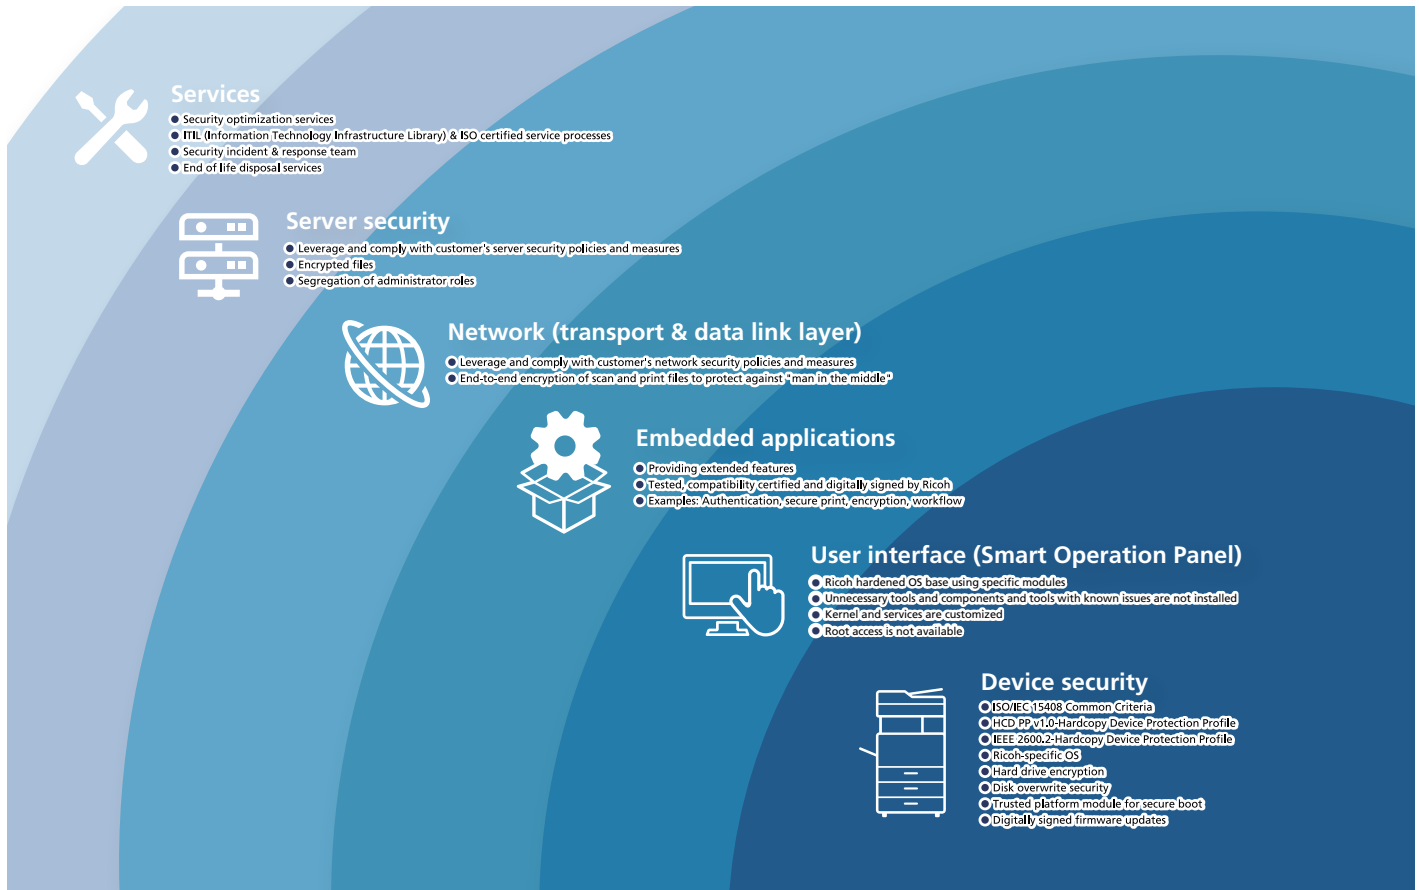 Services
● Security optimization services
● ITIL (Information Technology Infrastructure Library) & ISO certified service processes
● Security incident & response team
● End of life disposal services
Server security
● Leverage and comply with customer's server security policies and measures
● Encrypted files
● Segregation of administrator roles
Network (transport & data link layer)
● Leverage and comply with customer's network security policies and measures
● End-to-end encryption of scan and print files to protect against "man in the middle"
Embedded applications
● Providing extended features
● Tested, compatibility certified and digitally signed by Ricoh
● Examples: Authentication, secure print, encryption, workflow
User interface (Smart Operation Panel)
● Ricoh hardened OS base using specific modules
● Unnecessary tools and components and tools with known issues are not installed
● Kernel and services are customized
● Root access is not available
Device security
● ISO/IEC 15408 Common Criteria
● HCD PP v1.0-Hardcopy Device Protection Profile
● IEEE 2600.2-Hardcopy Device Protection Profile
● Ricoh-specific OS
● Hard drive encryption
● Disk overwrite security
● Trusted platform module for secure boot
● Digitally signed firmware updates